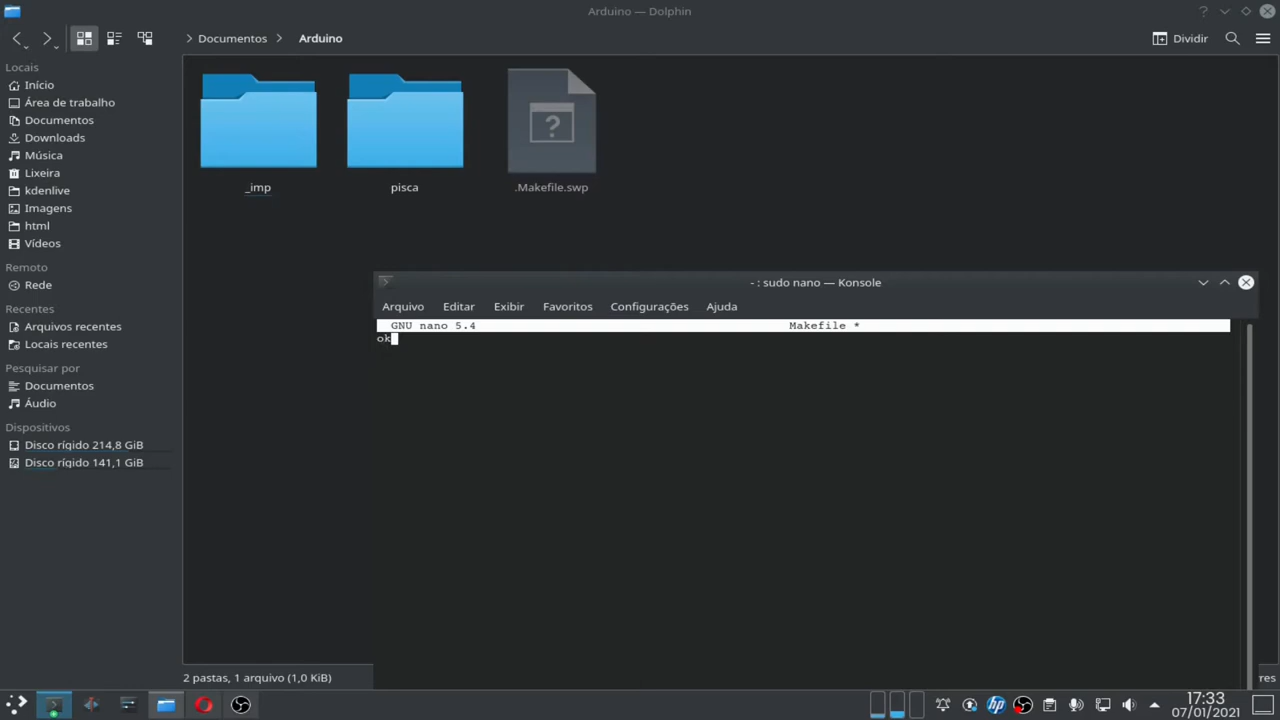 Arduino — Dolphin
Documentos
Arduino
Dividir
Locais
Início
Área de trabalho
Documentos
Downloads
Música
Lixeira
kdenlive
Imagens
html
Vídeos
Remoto
Rede
Recentes
Arquivos recentes
Locais recentes
Pesquisar por
Documentos
Áudio
Dispositivos
Disco rígido 214,8 GiB
Disco rígido 141,1 GiB
_imp
pisca
?
.Makefile.swp
- : sudo nano — Konsole
Arquivo Editar Exibir Favoritos Configurações Ajuda
GNU nano 5.4 Makefile *
ok
2 pastas, 1 arquivo (1,0 KiB)
res
hp
17:33
07/01/2021